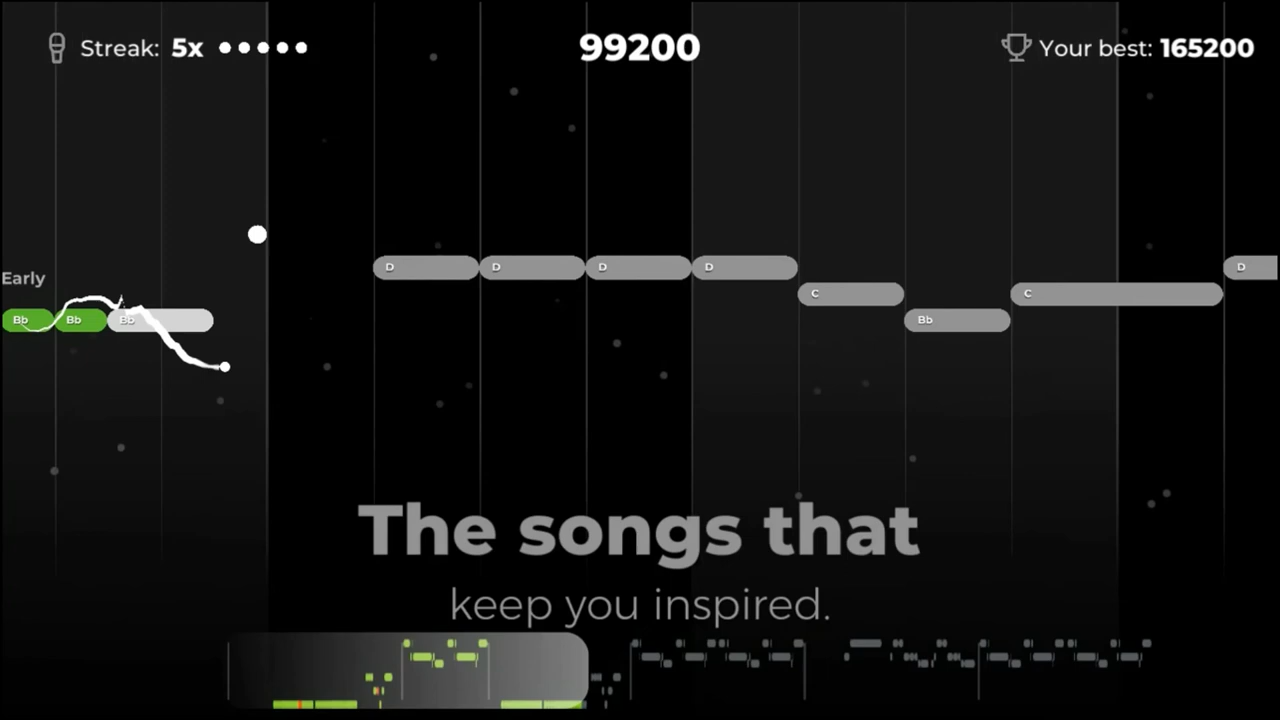 Streak: 5x
99200
Your best: 165200
Early
Bb Bb Bb
D D D D D
C C
Bb
The songs that
keep you inspired.